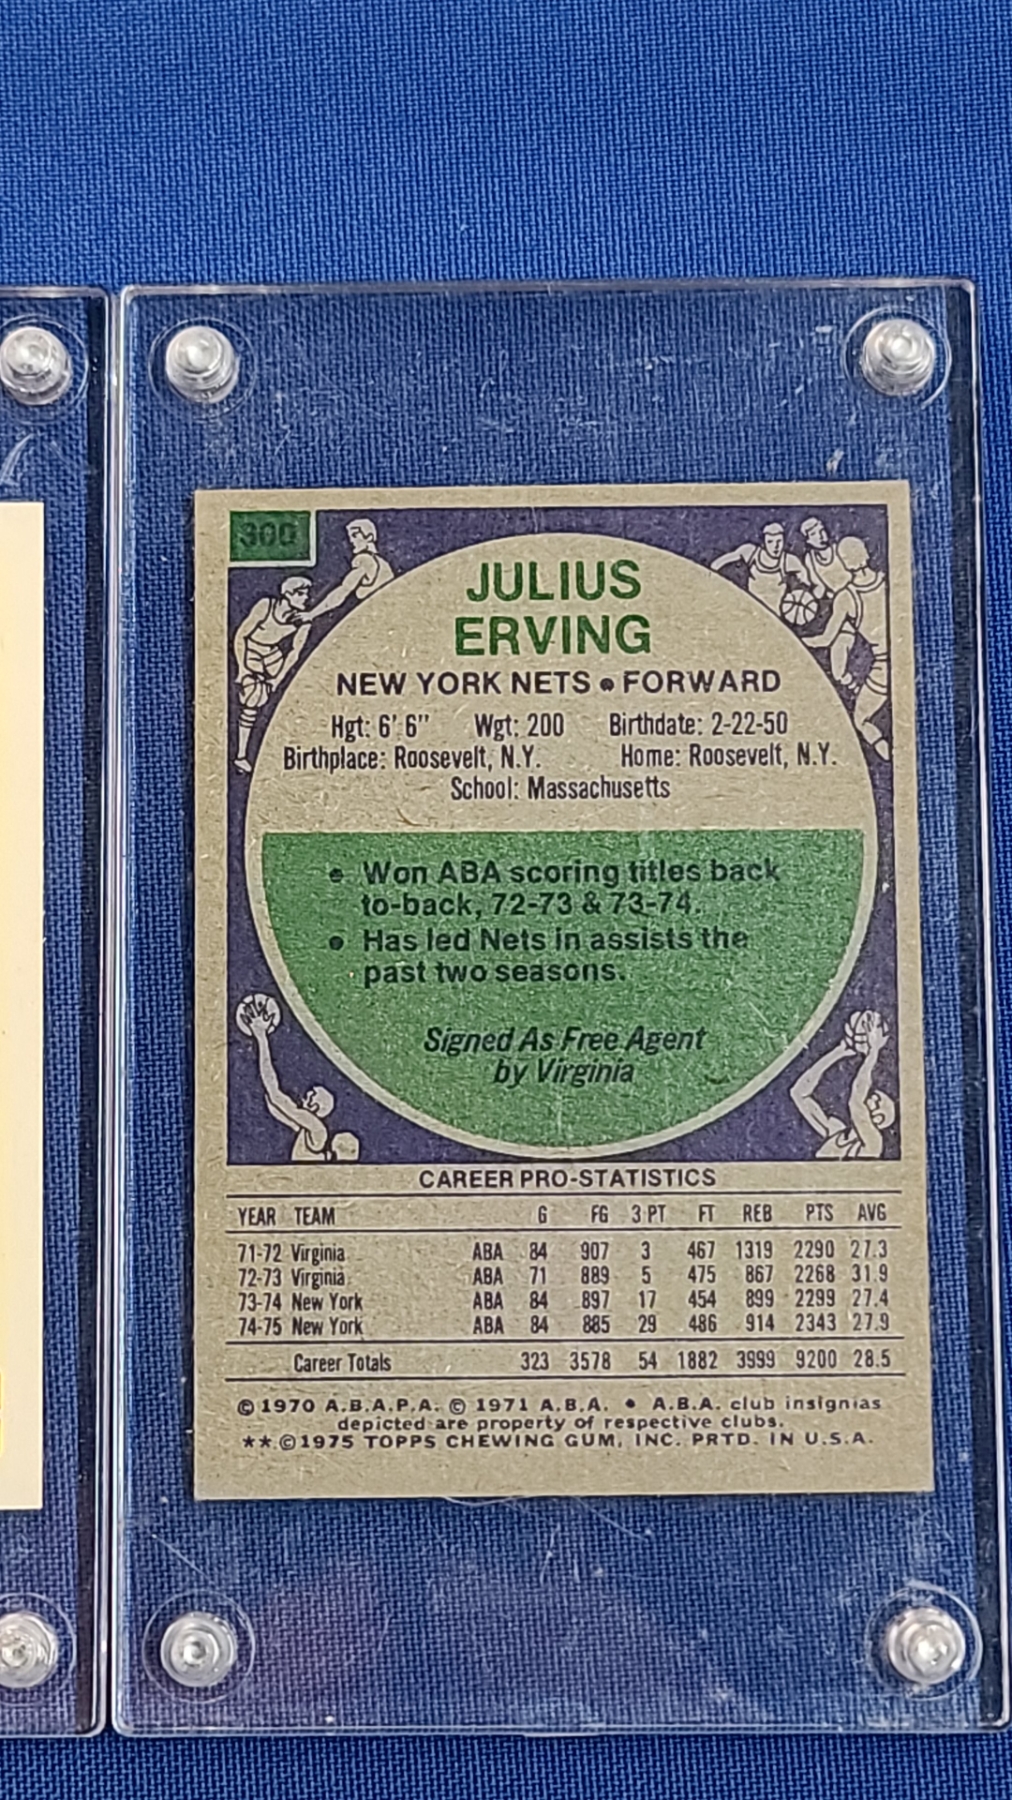 300
JULIUS
ERVING
NEW YORK NETS • FORWARD
Hgt: 6' 6" Wgt: 200 Birthdate: 2-22-50
Birthplace: Roosevelt, N.Y. Home: Roosevelt, N.Y.
School: Massachusetts
• Won ABA scoring titles back
to-back, 72-73 & 73-74.
• Has led Nets in assists the
past two seasons.
Signed As Free Agent
by Virginia
CAREER PRO-STATISTICS
YEAR TEAM G FG 3 PT FT REB PTS AVG
71-72 Virginia ABA 84 907 3 467 1319 2290 27.3
72-73 Virginia ABA 71 889 5 475 867 2268 31.9
73-74 New York ABA 84 897 17 454 899 2299 27.4
74-75 New York ABA 84 885 29 486 914 2343 27.9
Career Totals 323 3578 54 1882 3999 9200 28.5
© 1970 A.B.A.P.A. © 1971 A.B.A. • A.B.A. club insignias
depicted are property of respective clubs.
**©1975 TOPPS CHEWING GUM, INC. PRTD. IN U.S.A.